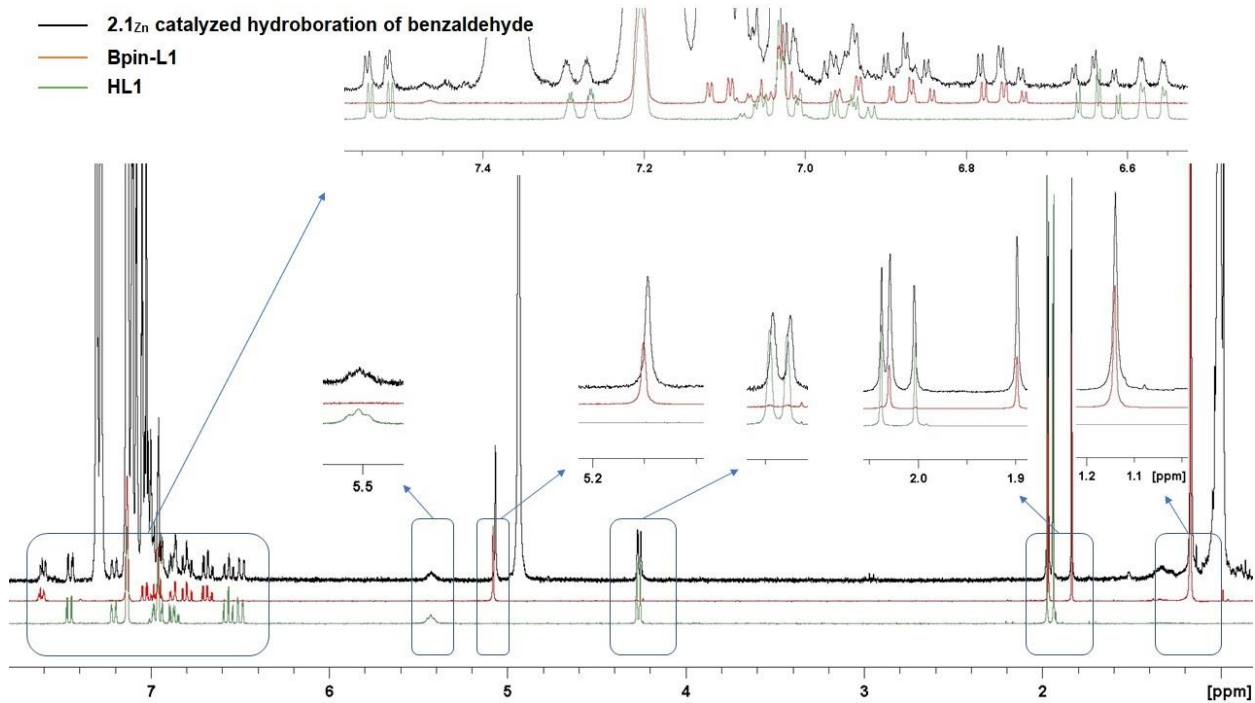 2.1Zn catalyzed hydroboration of benzaldehyde
Bpin-L1
HL1
7.4 7.2 7.0 6.8 6.6
5.5
5.2
2.0 1.9
1.2 1.1 [ppm]
7 6 5 4 3 2 [ppm]